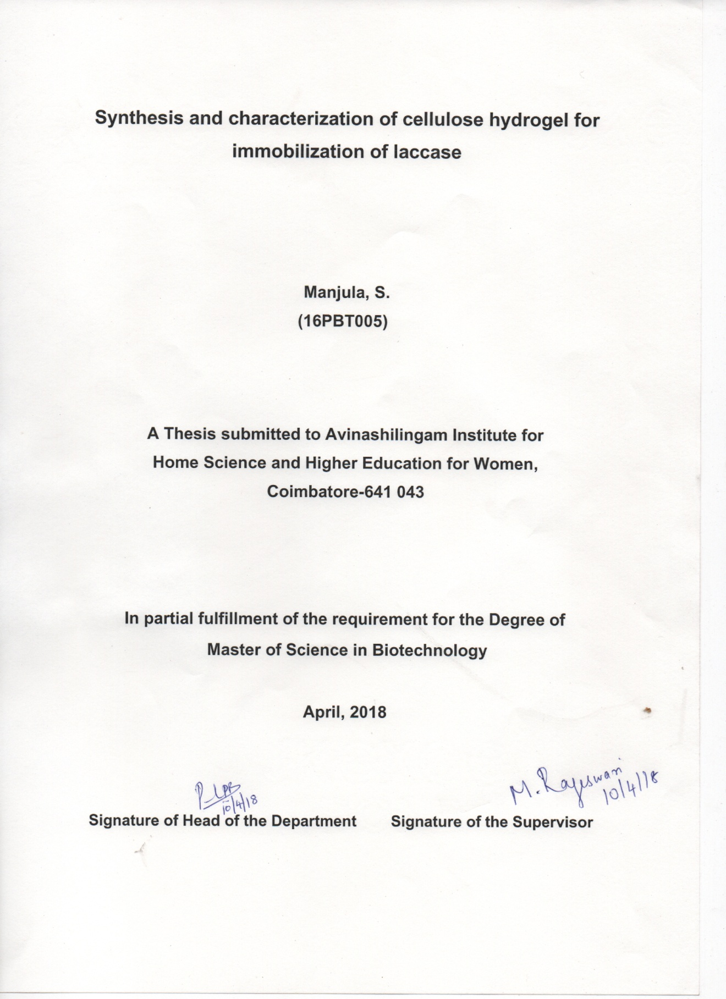 Synthesis and characterization of cellulose hydrogel for
immobilization of laccase
Manjula, S.
(16PBT005)
A Thesis submitted to Avinashilingam Institute for
Home Science and Higher Education for Women,
Coimbatore-641 043
In partial fulfillment of the requirement for the Degree of
Master of Science in Biotechnology
April, 2018
10/4/18
M. Rajeswari
10/4/18
Signature of Head of the Department Signature of the Supervisor